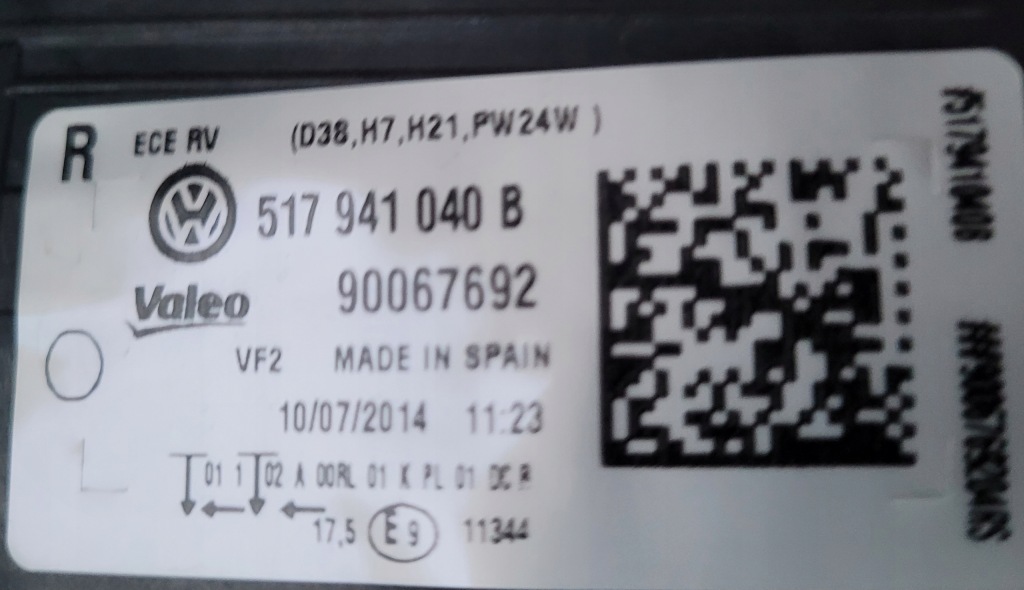 R ECE RV (D3S,H7,H21,PW24W )
517 941 040 B
Valeo 90067692
VF2 MADE IN SPAIN
10/07/2014 11:23
01 1 02 A 00RL 01 K PL 01 DC R
17,5 E 9 11344